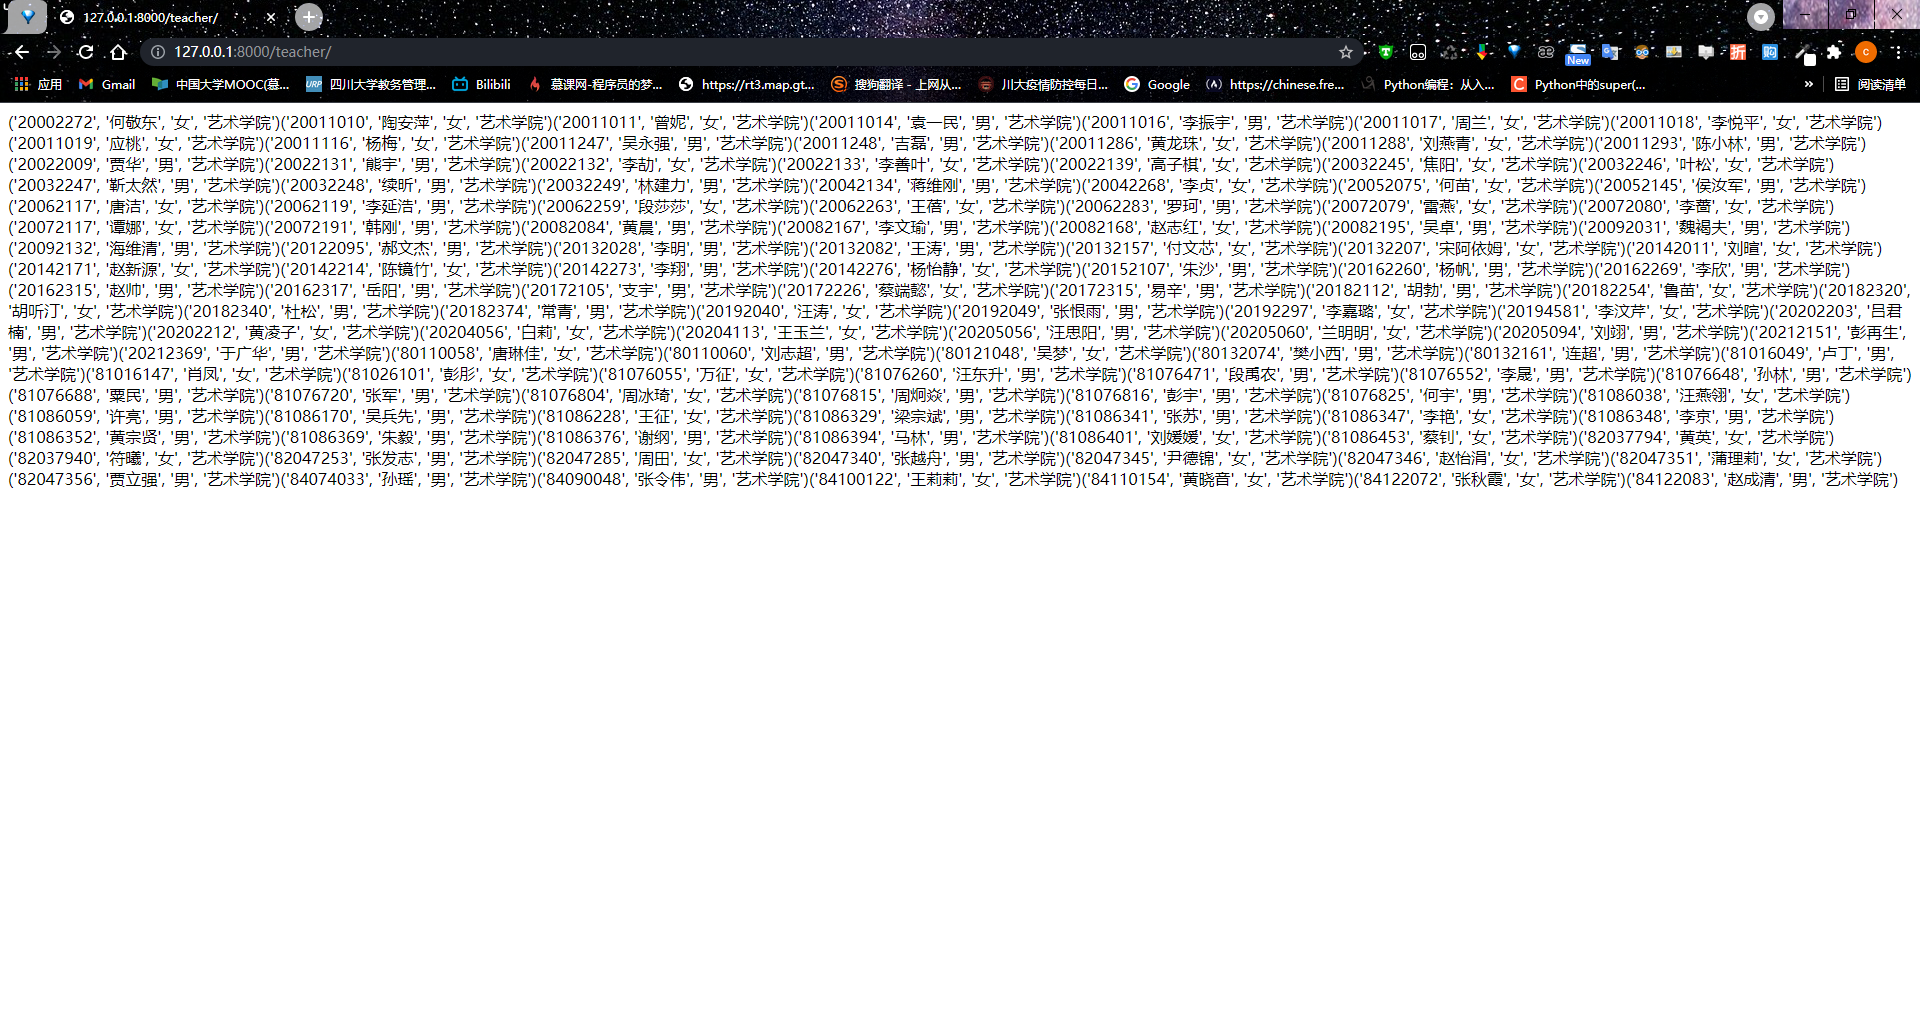 127.0.0.1:8000/teacher/
127.0.0.1:8000/teacher/
New
应用 Gmail 中国大学MOOC(慕... 四川大学教务管理... Bilibili 慕课网-程序员的梦... https://rt3.map.gt... 搜狗翻译 - 上网从... 川大疫情防控每日... Google https://chinese.fre... Python编程：从入... Python中的super(... » 阅读清单
('20002272', '何敬东', '女', '艺术学院')('20011010', '陶安萍', '女', '艺术学院')('20011011', '曾妮', '女', '艺术学院')('20011014', '袁一民', '男', '艺术学院')('20011016', '李振宇', '男', '艺术学院')('20011017', '周兰', '女', '艺术学院')('20011018', '李悦平', '女', '艺术学院')
('20011019', '应桃', '女', '艺术学院')('20011116', '杨梅', '女', '艺术学院')('20011247', '吴永强', '男', '艺术学院')('20011248', '吉磊', '男', '艺术学院')('20011286', '黄龙珠', '女', '艺术学院')('20011288', '刘燕青', '女', '艺术学院')('20011293', '陈小林', '男', '艺术学院')
('20022009', '贾华', '男', '艺术学院')('20022131', '熊宇', '男', '艺术学院')('20022132', '李劼', '女', '艺术学院')('20022133', '李善叶', '女', '艺术学院')('20022139', '高子棋', '女', '艺术学院')('20032245', '焦阳', '女', '艺术学院')('20032246', '叶松', '女', '艺术学院')
('20032247', '靳太然', '男', '艺术学院')('20032248', '续昕', '男', '艺术学院')('20032249', '林建力', '男', '艺术学院')('20042134', '蒋维刚', '男', '艺术学院')('20042268', '李贞', '女', '艺术学院')('20052075', '何苗', '女', '艺术学院')('20052145', '侯汝军', '男', '艺术学院')
('20062117', '唐洁', '女', '艺术学院')('20062119', '李延浩', '男', '艺术学院')('20062259', '段莎莎', '女', '艺术学院')('20062263', '王蓓', '女', '艺术学院')('20062283', '罗珂', '男', '艺术学院')('20072079', '雷燕', '女', '艺术学院')('20072080', '李蔷', '女', '艺术学院')
('20072117', '谭娜', '女', '艺术学院')('20072191', '韩刚', '男', '艺术学院')('20082084', '黄晨', '男', '艺术学院')('20082167', '李文瑜', '男', '艺术学院')('20082168', '赵志红', '女', '艺术学院')('20082195', '吴卓', '男', '艺术学院')('20092031', '魏褐夫', '男', '艺术学院')
('20092132', '海维清', '男', '艺术学院')('20122095', '郝文杰', '男', '艺术学院')('20132028', '李明', '男', '艺术学院')('20132082', '王涛', '男', '艺术学院')('20132157', '付文芯', '女', '艺术学院')('20132207', '宋阿依姆', '女', '艺术学院')('20142011', '刘暄', '女', '艺术学院')
('20142171', '赵新源', '女', '艺术学院')('20142214', '陈镜竹', '女', '艺术学院')('20142273', '李翔', '男', '艺术学院')('20142276', '杨怡静', '女', '艺术学院')('20152107', '朱沙', '男', '艺术学院')('20162260', '杨帆', '男', '艺术学院')('20162269', '李欣', '男', '艺术学院')
('20162315', '赵帅', '男', '艺术学院')('20162317', '岳阳', '男', '艺术学院')('20172105', '支宇', '男', '艺术学院')('20172226', '蔡端懿', '女', '艺术学院')('20172315', '易辛', '男', '艺术学院')('20182112', '胡勃', '男', '艺术学院')('20182254', '鲁苗', '女', '艺术学院')('20182320',
'胡听汀', '女', '艺术学院')('20182340', '杜松', '男', '艺术学院')('20182374', '常青', '男', '艺术学院')('20192040', '汪涛', '女', '艺术学院')('20192049', '张恨雨', '男', '艺术学院')('20192297', '李嘉璐', '女', '艺术学院')('20194581', '李汶芹', '女', '艺术学院')('20202203', '吕君
楠', '男', '艺术学院')('20202212', '黄凌子', '女', '艺术学院')('20204056', '白莉', '女', '艺术学院')('20204113', '王玉兰', '女', '艺术学院')('20205056', '汪思阳', '男', '艺术学院')('20205060', '兰明明', '女', '艺术学院')('20205094', '刘翊', '男', '艺术学院')('20212151', '彭再生',
'男', '艺术学院')('20212369', '于广华', '男', '艺术学院')('80110058', '唐琳佳', '女', '艺术学院')('80110060', '刘志超', '男', '艺术学院')('80121048', '吴梦', '女', '艺术学院')('80132074', '樊小西', '男', '艺术学院')('80132161', '连超', '男', '艺术学院')('81016049', '卢丁', '男',
'艺术学院')('81016147', '肖凤', '女', '艺术学院')('81026101', '彭彤', '女', '艺术学院')('81076055', '万征', '女', '艺术学院')('81076260', '汪东升', '男', '艺术学院')('81076471', '段禹农', '男', '艺术学院')('81076552', '李晟', '男', '艺术学院')('81076648', '孙林', '男', '艺术学院')
('81076688', '粟民', '男', '艺术学院')('81076720', '张军', '男', '艺术学院')('81076804', '周冰琦', '女', '艺术学院')('81076815', '周炯焱', '男', '艺术学院')('81076816', '彭宇', '男', '艺术学院')('81076825', '何宇', '男', '艺术学院')('81086038', '汪燕翎', '女', '艺术学院')
('81086059', '许亮', '男', '艺术学院')('81086170', '吴兵先', '男', '艺术学院')('81086228', '王征', '女', '艺术学院')('81086329', '梁宗斌', '男', '艺术学院')('81086341', '张苏', '男', '艺术学院')('81086347', '李艳', '女', '艺术学院')('81086348', '李京', '男', '艺术学院')
('81086352', '黄宗贤', '男', '艺术学院')('81086369', '朱毅', '男', '艺术学院')('81086376', '谢纲', '男', '艺术学院')('81086394', '马林', '男', '艺术学院')('81086401', '刘媛媛', '女', '艺术学院')('81086453', '蔡钊', '女', '艺术学院')('82037794', '黄英', '女', '艺术学院')
('82037940', '符曦', '女', '艺术学院')('82047253', '张发志', '男', '艺术学院')('82047285', '周田', '女', '艺术学院')('82047340', '张越舟', '男', '艺术学院')('82047345', '尹德锦', '女', '艺术学院')('82047346', '赵怡涓', '女', '艺术学院')('82047351', '蒲理莉', '女', '艺术学院')
('82047356', '贾立强', '男', '艺术学院')('84074033', '孙瑶', '男', '艺术学院')('84090048', '张令伟', '男', '艺术学院')('84100122', '王莉莉', '女', '艺术学院')('84110154', '黄晓音', '女', '艺术学院')('84122072', '张秋霞', '女', '艺术学院')('84122083', '赵成清', '男', '艺术学院')